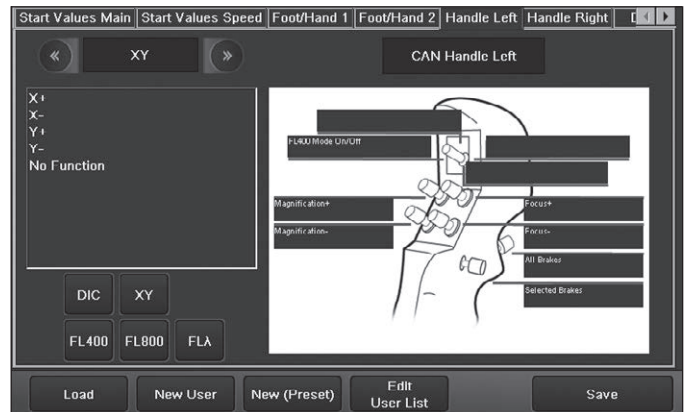 Start Values Main Start Values Speed Foot/Hand 1 Foot/Hand 2 Handle Left Handle Right
« XY » CAN Handle Left
X+
X-
Y+
Y-
No Function
FL400 Mode On/Off
Magnification+ Focus+
Magnification- Focus-
All Brakes
Selected Brakes
DIC XY
FL400 FL800 FLλ
Load New User New (Preset) Edit User List Save